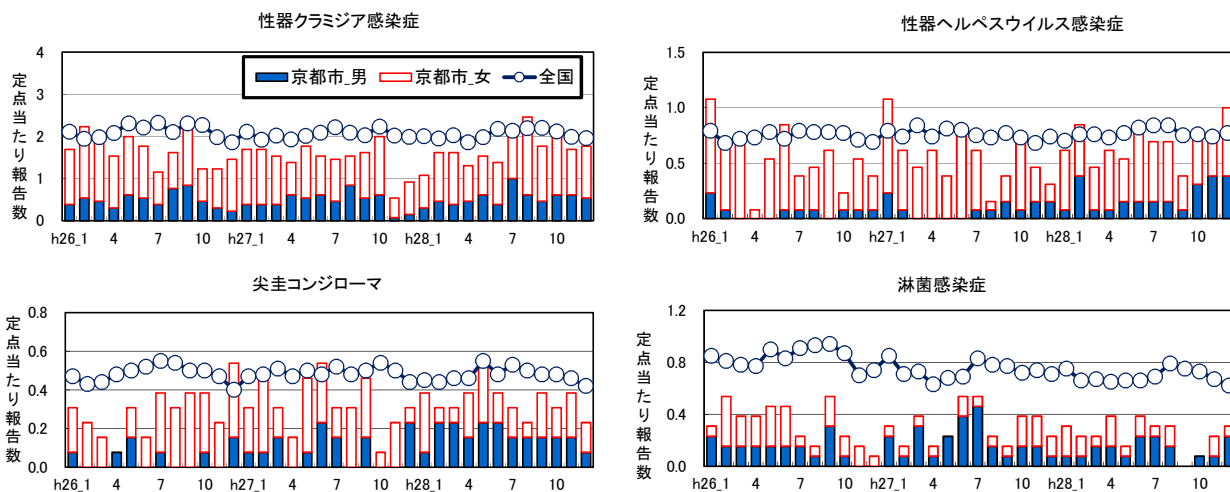 性器クラミジア感染症
定点当たり報告数
4
3
2
1
0
京都市_男 京都市_女 全国
h26_1 4 7 10 h27_1 4 7 10 h28_1 4 7 10
性器ヘルペスウイルス感染症
定点当たり報告数
1.5
1.0
0.5
0.0
h26_1 4 7 10 h27_1 4 7 10 h28_1 4 7 10
尖圭コンジローマ
定点当たり報告数
0.8
0.6
0.4
0.2
0.0
h26_1 4 7 10 h27_1 4 7 10 h28_1 4 7 10
淋菌感染症
定点当たり報告数
1.2
0.8
0.4
0.0
h26_1 4 7 10 h27_1 4 7 10 h28_1 4 7 10